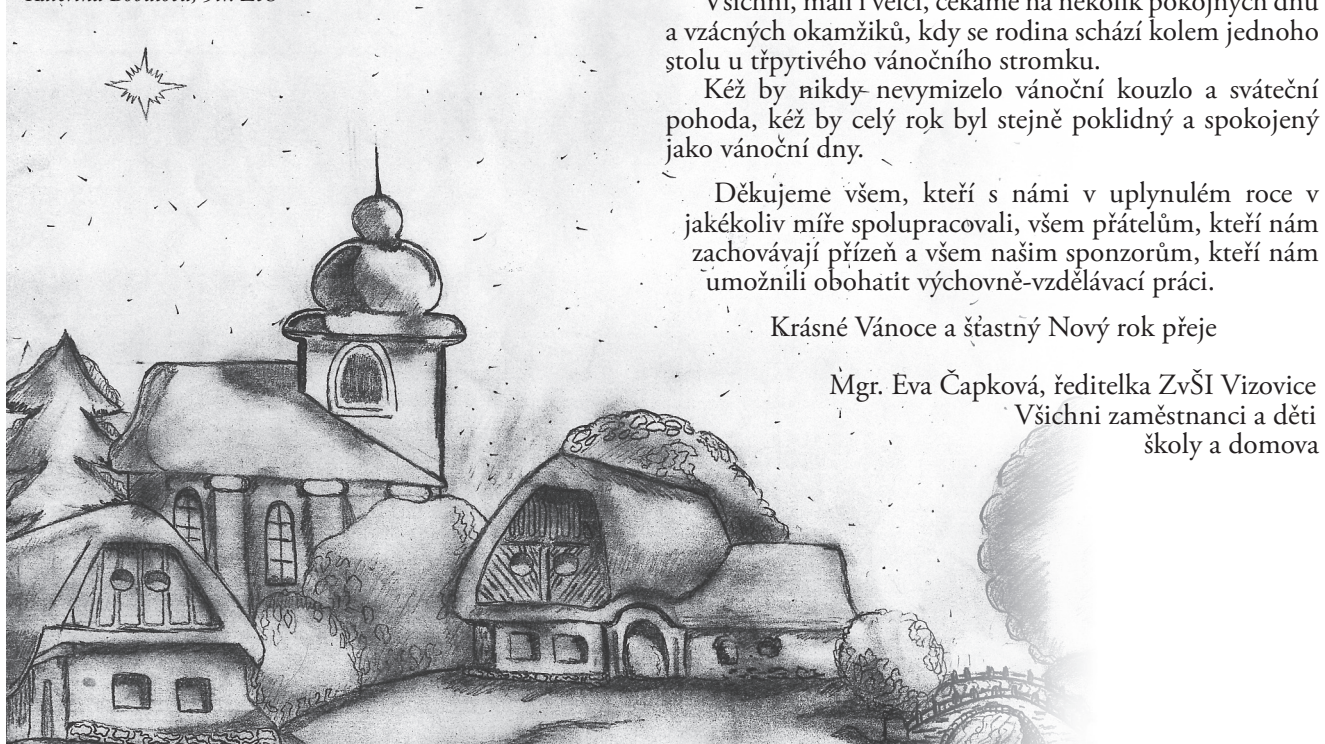 Všichni, malí i velcí, čekáme na několik pokojných dnů
a vzácných okamžiků, kdy se rodina schází kolem jednoho
stolu u třpytivého vánočního stromku.
Kéž by nikdy nevymizelo vánoční kouzlo a sváteční
pohoda, kéž by celý rok byl stejně poklidný a spokojený
jako vánoční dny.
Děkujeme všem, kteří s námi v uplynulém roce v
jakékoliv míře spolupracovali, všem přátelům, kteří nám
zachovávají přízeň a všem našim sponzorům, kteří nám
umožnili obohatit výchovně-vzdělávací práci.
Krásné Vánoce a šťastný Nový rok přeje
Mgr. Eva Čapková, ředitelka ZvŠI Vizovice
Všichni zaměstnanci a děti
školy a domova